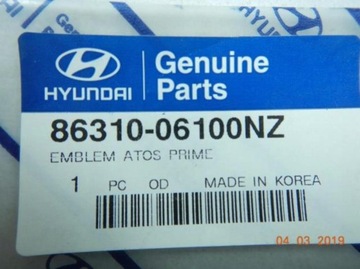 HYUNDAI
Genuine
Parts
86310-06100NZ
EMBLEM ATOS PRIME
1 PC OD MADE IN KOREA
04 03 2019